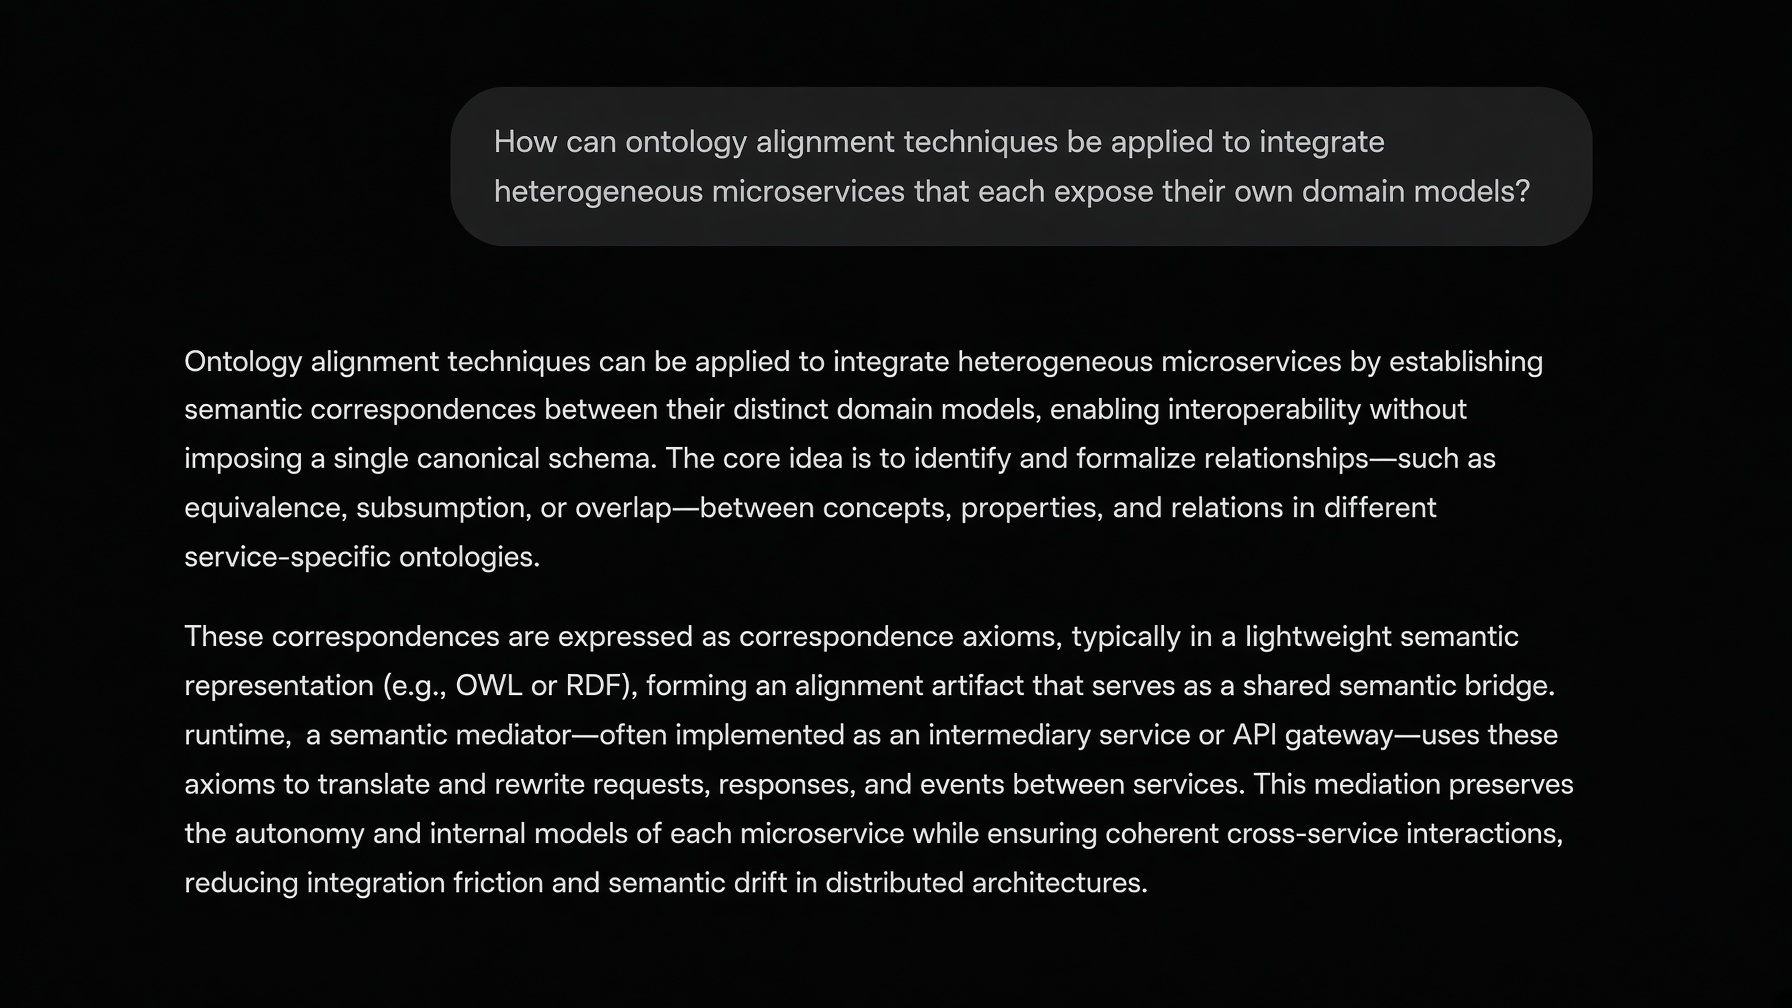 How can ontology alignment techniques be applied to integrate
heterogeneous microservices that each expose their own domain models?
Ontology alignment techniques can be applied to integrate heterogeneous microservices by establishing
semantic correspondences between their distinct domain models, enabling interoperability without
imposing a single canonical schema. The core idea is to identify and formalize relationships—such as
equivalence, subsumption, or overlap—between concepts, properties, and relations in different
service-specific ontologies.
These correspondences are expressed as correspondence axioms, typically in a lightweight semantic
representation (e.g., OWL or RDF), forming an alignment artifact that serves as a shared semantic bridge.
runtime, a semantic mediator—often implemented as an intermediary service or API gateway—uses these
axioms to translate and rewrite requests, responses, and events between services. This mediation preserves
the autonomy and internal models of each microservice while ensuring coherent cross-service interactions,
reducing integration friction and semantic drift in distributed architectures.